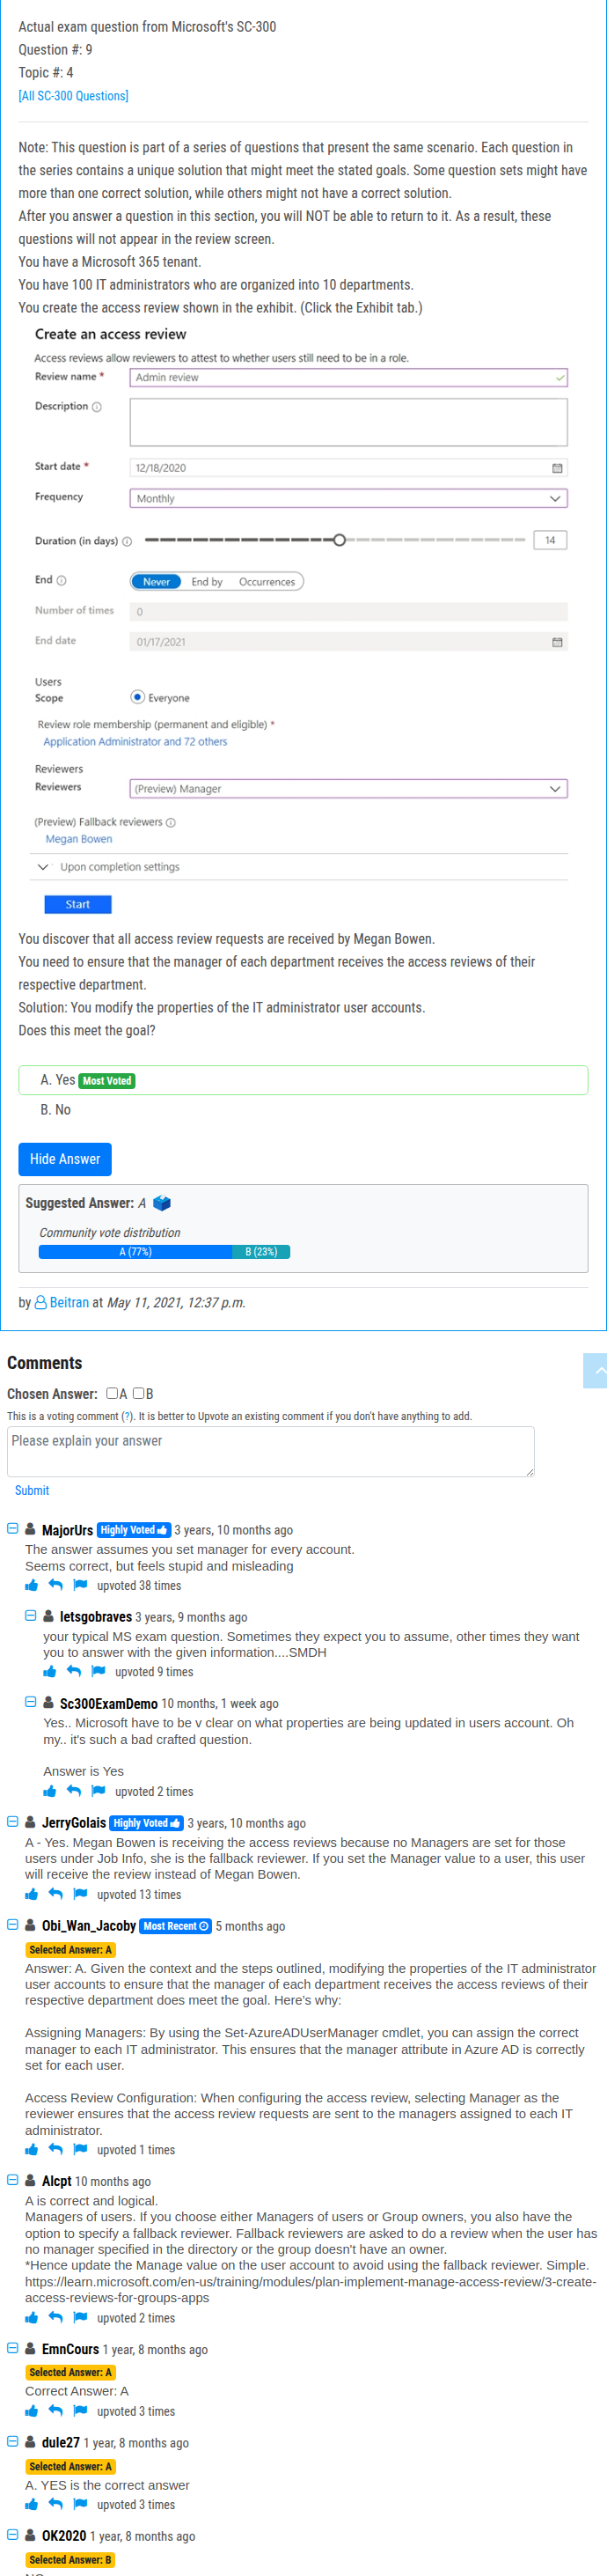 Actual exam question from Microsoft's SC-300
Question #: 9
Topic #: 4
[All SC-300 Questions]
Note: This question is part of a series of questions that present the same scenario. Each question in
the series contains a unique solution that might meet the stated goals. Some question sets might have
more than one correct solution, while others might not have a correct solution.
After you answer a question in this section, you will NOT be able to return to it. As a result, these
questions will not appear in the review screen.
You have a Microsoft 365 tenant.
You have 100 IT administrators who are organized into 10 departments.
You create the access review shown in the exhibit. (Click the Exhibit tab.)
Create an access review
Access reviews allow reviewers to attest to whether users still need to be in a role.
Review name * Admin review
Description
Start date * 12/18/2020
Frequency Monthly
Duration (in days) 14
End Never End by Occurrences
Number of times 0
End date 01/17/2021
Users
Scope Everyone
Review role membership (permanent and eligible) *
Application Administrator and 72 others
Reviewers
Reviewers (Preview) Manager
(Preview) Fallback reviewers
Megan Bowen
Upon completion settings
Start
You discover that all access review requests are received by Megan Bowen.
You need to ensure that the manager of each department receives the access reviews of their
respective department.
Solution: You modify the properties of the IT administrator user accounts.
Does this meet the goal?
A. Yes Most Voted
B. No
Hide Answer
Suggested Answer: A
Community vote distribution
A (77%) B (23%)
by Beitran at May 11, 2021, 12:37 p.m.
Comments
Chosen Answer: A B
This is a voting comment (?). It is better to Upvote an existing comment if you don't have anything to add.
Please explain your answer
Submit
MajorUrs Highly Voted 3 years, 10 months ago
The answer assumes you set manager for every account.
Seems correct, but feels stupid and misleading
upvoted 38 times
letsgobraves 3 years, 9 months ago
your typical MS exam question. Sometimes they expect you to assume, other times they want
you to answer with the given information....SMDH
upvoted 9 times
Sc300ExamDemo 10 months, 1 week ago
Yes.. Microsoft have to be v clear on what properties are being updated in users account. Oh
my.. it's such a bad crafted question.
Answer is Yes
upvoted 2 times
JerryGolais Highly Voted 3 years, 10 months ago
A - Yes. Megan Bowen is receiving the access reviews because no Managers are set for those
users under Job Info, she is the fallback reviewer. If you set the Manager value to a user, this user
will receive the review instead of Megan Bowen.
upvoted 13 times
Obi_Wan_Jacoby Most Recent 5 months ago
Selected Answer: A
Answer: A. Given the context and the steps outlined, modifying the properties of the IT administrator
user accounts to ensure that the manager of each department receives the access reviews of their
respective department does meet the goal. Here's why:
Assigning Managers: By using the Set-AzureADUserManager cmdlet, you can assign the correct
manager to each IT administrator. This ensures that the manager attribute in Azure AD is correctly
set for each user.
Access Review Configuration: When configuring the access review, selecting Manager as the
reviewer ensures that the access review requests are sent to the managers assigned to each IT
administrator.
upvoted 1 times
Alcpt 10 months ago
A is correct and logical.
Managers of users. If you choose either Managers of users or Group owners, you also have the
option to specify a fallback reviewer. Fallback reviewers are asked to do a review when the user has
no manager specified in the directory or the group doesn't have an owner.
*Hence update the Manage value on the user account to avoid using the fallback reviewer. Simple.
https://learn.microsoft.com/en-us/training/modules/plan-implement-manage-access-review/3-create-
access-reviews-for-groups-apps
upvoted 2 times
EmnCours 1 year, 8 months ago
Selected Answer: A
Correct Answer: A
upvoted 3 times
dule27 1 year, 8 months ago
Selected Answer: A
A. YES is the correct answer
upvoted 3 times
OK2020 1 year, 8 months ago
Selected Answer: B